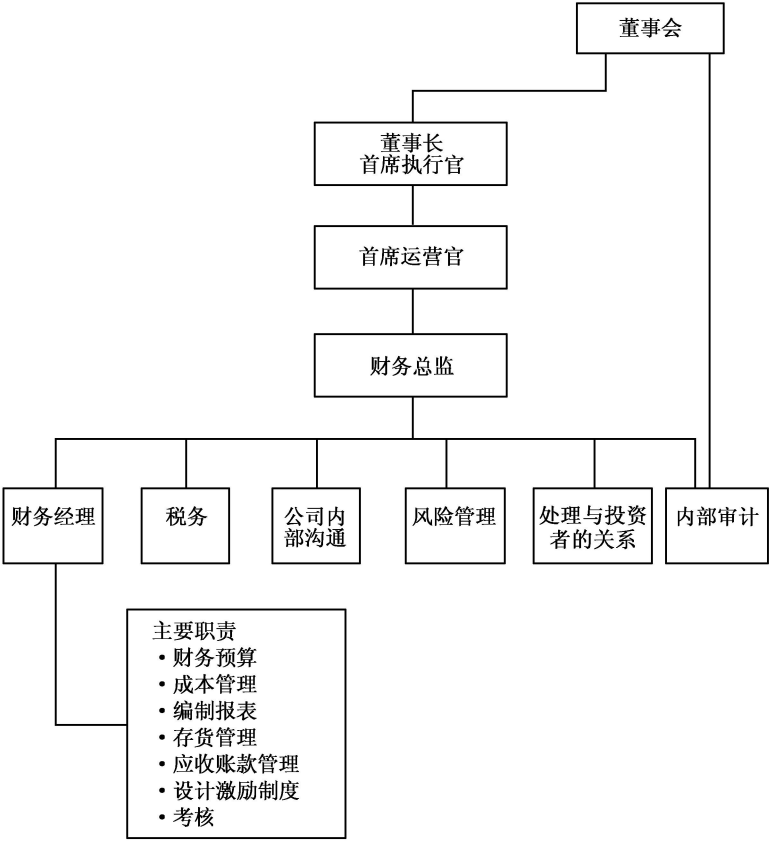 董事会
董事长
首席执行官
首席运营官
财务总监
财务经理
税务
公司内
部沟通
风险管理
处理与投资
者的关系
内部审计
主要职责
·财务预算
·成本管理
·编制报表
·存货管理
·应收账款管理
·设计激励制度
·考核